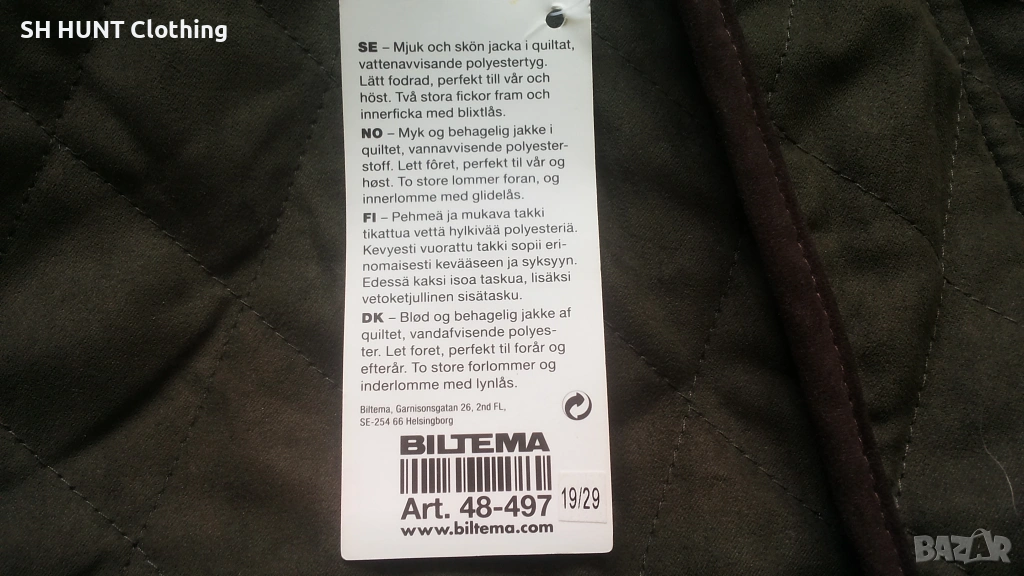 SH HUNT Clothing
SE – Mjuk och skön jacka i quiltat,
vattenavvisande polyestertyg.
Lätt fodrad, perfekt till vår och
höst. Två stora fickor fram och
innerficka med blixtlås.
NO – Myk og behagelig jakke i
quiltet, vannavvisende polyester-
stoff. Lett fôret, perfekt til vår og
høst. To store lommer foran, og
innerlomme med glidelås.
FI – Pehmeä ja mukava takki
tikattua vettä hylkivää polyesteriä.
Kevyesti vuorattu takki sopii eri-
nomaisesti kevääseen ja syksyyn.
Edessä kaksi isoa taskua, lisäksi
vetoketjullinen sisätasku.
DK – Blød og behagelig jakke af
quiltet, vandafvisende polyes-
ter. Let foret, perfekt til forår og
efterår. To store forlommer og
inderlomme med lynlås.
Biltema, Garnisonsgatan 26, 2nd FL,
SE-254 66 Helsingborg
BILTEMA
Art. 48-497
19/29
www.biltema.com
BAZAR